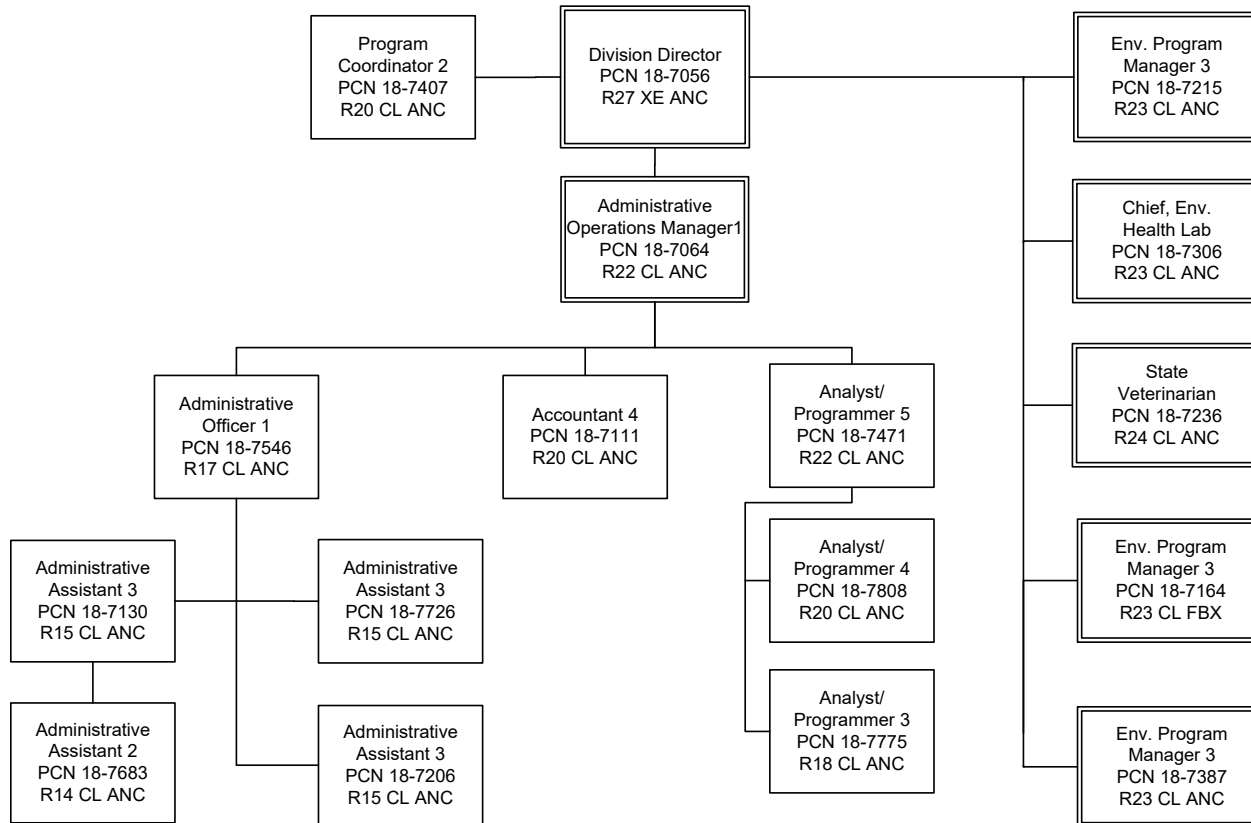 Program
Coordinator 2
PCN 18-7407
R20 CL ANC
Division Director
PCN 18-7056
R27 XE ANC
Env. Program
Manager 3
PCN 18-7215
R23 CL ANC
Administrative
Operations Manager1
PCN 18-7064
R22 CL ANC
Chief, Env.
Health Lab
PCN 18-7306
R23 CL ANC
Administrative
Officer 1
PCN 18-7546
R17 CL ANC
Accountant 4
PCN 18-7111
R20 CL ANC
Analyst/
Programmer 5
PCN 18-7471
R22 CL ANC
State
Veterinarian
PCN 18-7236
R24 CL ANC
Administrative
Assistant 3
PCN 18-7130
R15 CL ANC
Administrative
Assistant 3
PCN 18-7726
R15 CL ANC
Analyst/
Programmer 4
PCN 18-7808
R20 CL ANC
Env. Program
Manager 3
PCN 18-7164
R23 CL FBX
Administrative
Assistant 2
PCN 18-7683
R14 CL ANC
Administrative
Assistant 3
PCN 18-7206
R15 CL ANC
Analyst/
Programmer 3
PCN 18-7775
R18 CL ANC
Env. Program
Manager 3
PCN 18-7387
R23 CL ANC